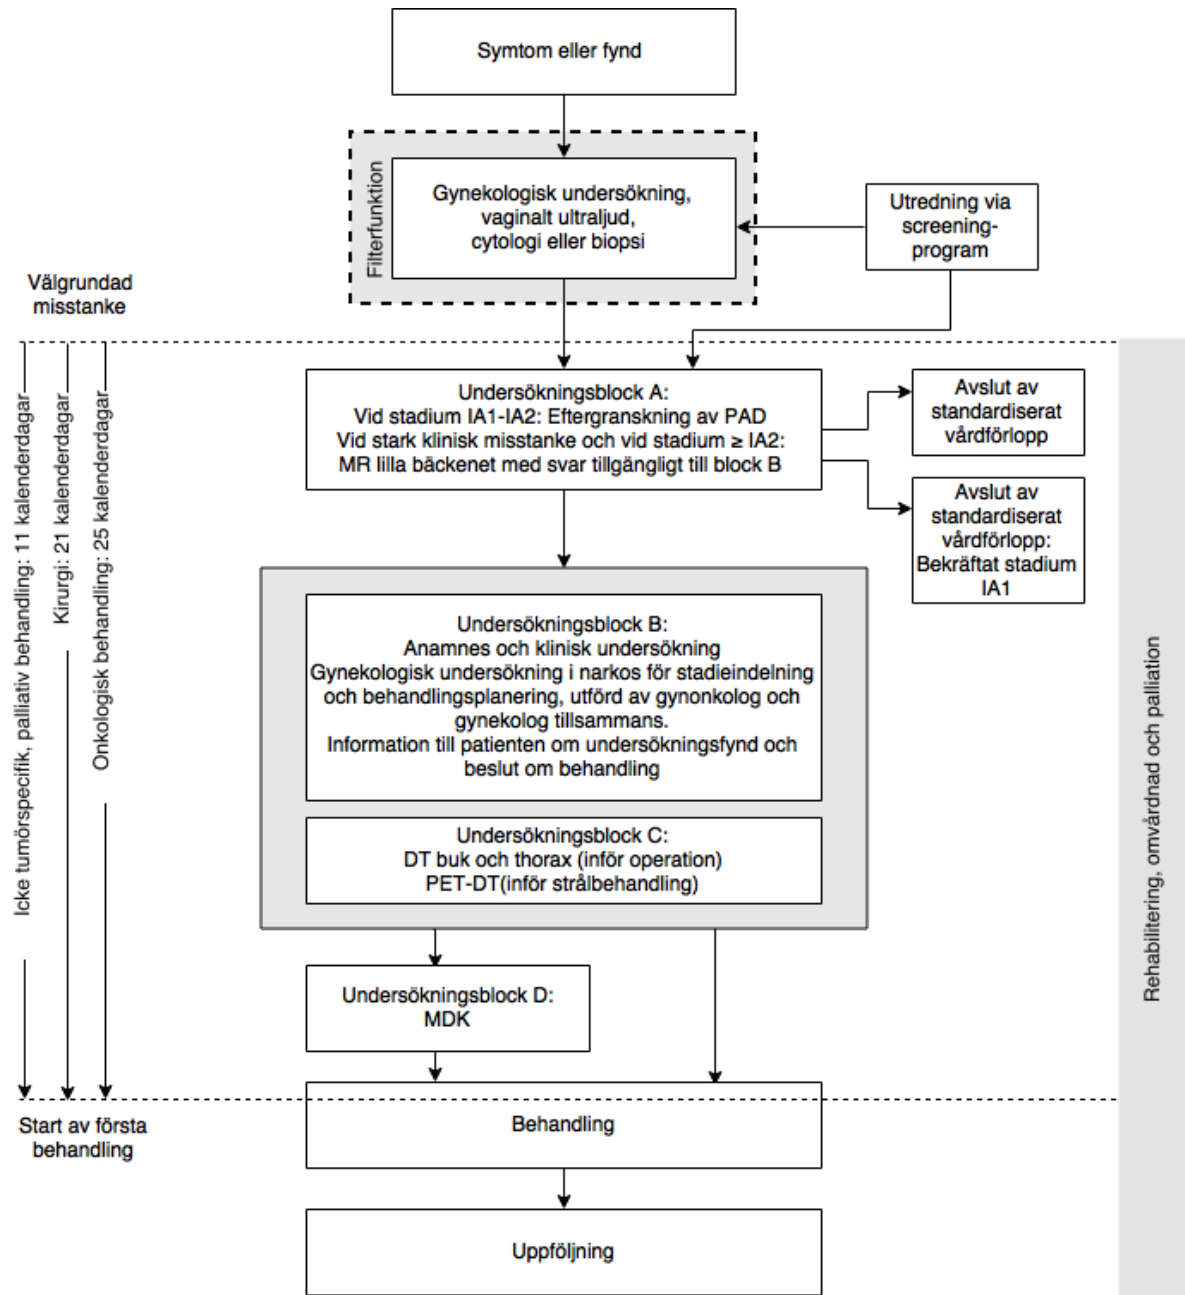 Symtom eller fynd
Filterfunktion
Gynekologisk undersökning,
vaginalt ultraljud,
cytologi eller biopsi
Utredning via
screening-
program
Välgrundad
misstanke
Icke tumörspecifik, palliativ behandling: 11 kalenderdagar
Kirurgi: 21 kalenderdagar
Onkologisk behandling: 25 kalenderdagar
Undersökningsblock A:
Vid stadium IA1-IA2: Eftergranskning av PAD
Vid stark klinisk misstanke och vid stadium ≥ IA2:
MR lilla bäckenet med svar tillgängligt till block B
Avslut av
standardiserat
vårdförlopp
Avslut av
standardiserat
vårdförlopp:
Bekräftat stadium
IA1
Undersökningsblock B:
Anamnes och klinisk undersökning
Gynekologisk undersökning i narkos för stadieindelning
och behandlingsplanering, utförd av gynonkolog och
gynekolog tillsammans.
Information till patienten om undersökningsfynd och
beslut om behandling
Undersökningsblock C:
DT buk och thorax (inför operation)
PET-DT(inför strålbehandling)
Rehabilitering, omvårdnad och palliation
Undersökningsblock D:
MDK
Start av första
behandling
Behandling
Uppföljning